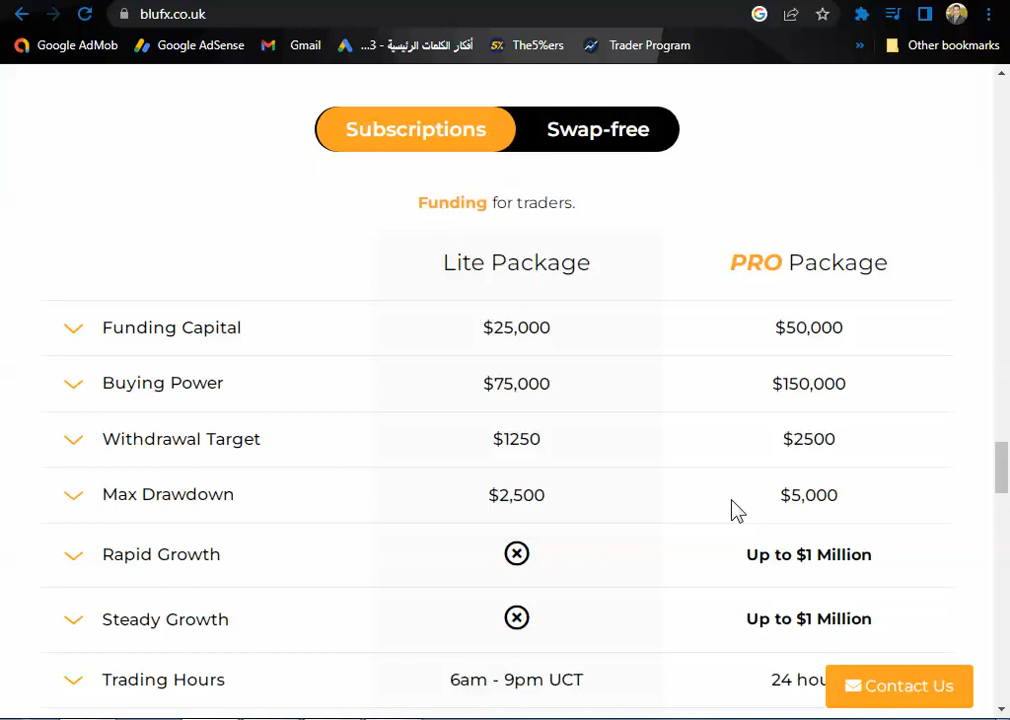 blufx.co.uk
Google AdMob Google AdSense Gmail أفكار الكلمات الرئيسية - 3... The5%ers Trader Program » Other bookmarks
Subscriptions Swap-free
Funding for traders.
Lite Package PRO Package
Funding Capital $25,000 $50,000
Buying Power $75,000 $150,000
Withdrawal Target $1250 $2500
Max Drawdown $2,500 $5,000
Rapid Growth Up to $1 Million
Steady Growth Up to $1 Million
Trading Hours 6am - 9pm UCT 24 hou
Contact Us